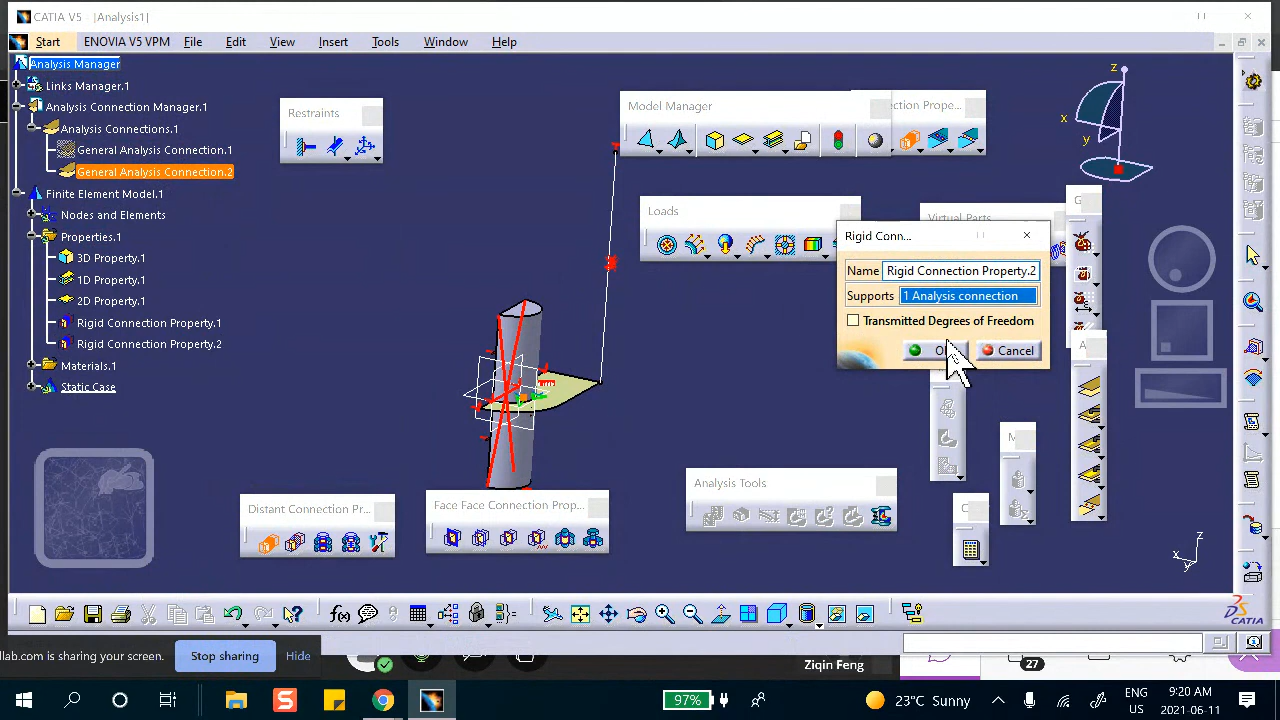 CATIA V5 - [Analysis1]
Start ENOVIA V5 VPM File Edit View Insert Tools Window Help
Analysis Manager
Links Manager.1
Analysis Connection Manager.1
Analysis Connections.1
General Analysis Connection.1
General Analysis Connection.2
Finite Element Model.1
Nodes and Elements
Properties.1
3D Property.1
1D Property.1
2D Property.1
Rigid Connection Property.1
Rigid Connection Property.2
Materials.1
Static Case
Restraints
Model Manager
ction Prope...
z
x
y
Loads
Virtual Parts
G
Rigid Conn...
Name Rigid Connection Property.2
Supports 1 Analysis connection
Transmitted Degrees of Freedom
Cancel
A
M
Distant Connection Pr...
Face Face Connection Prop...
Analysis Tools
C
z
x
y
f(x)
DS CATIA
llab.com is sharing your screen.
Stop sharing
Hide
Ziqin Feng
27
97%
23°C Sunny
ENG
US
9:20 AM
2021-06-11